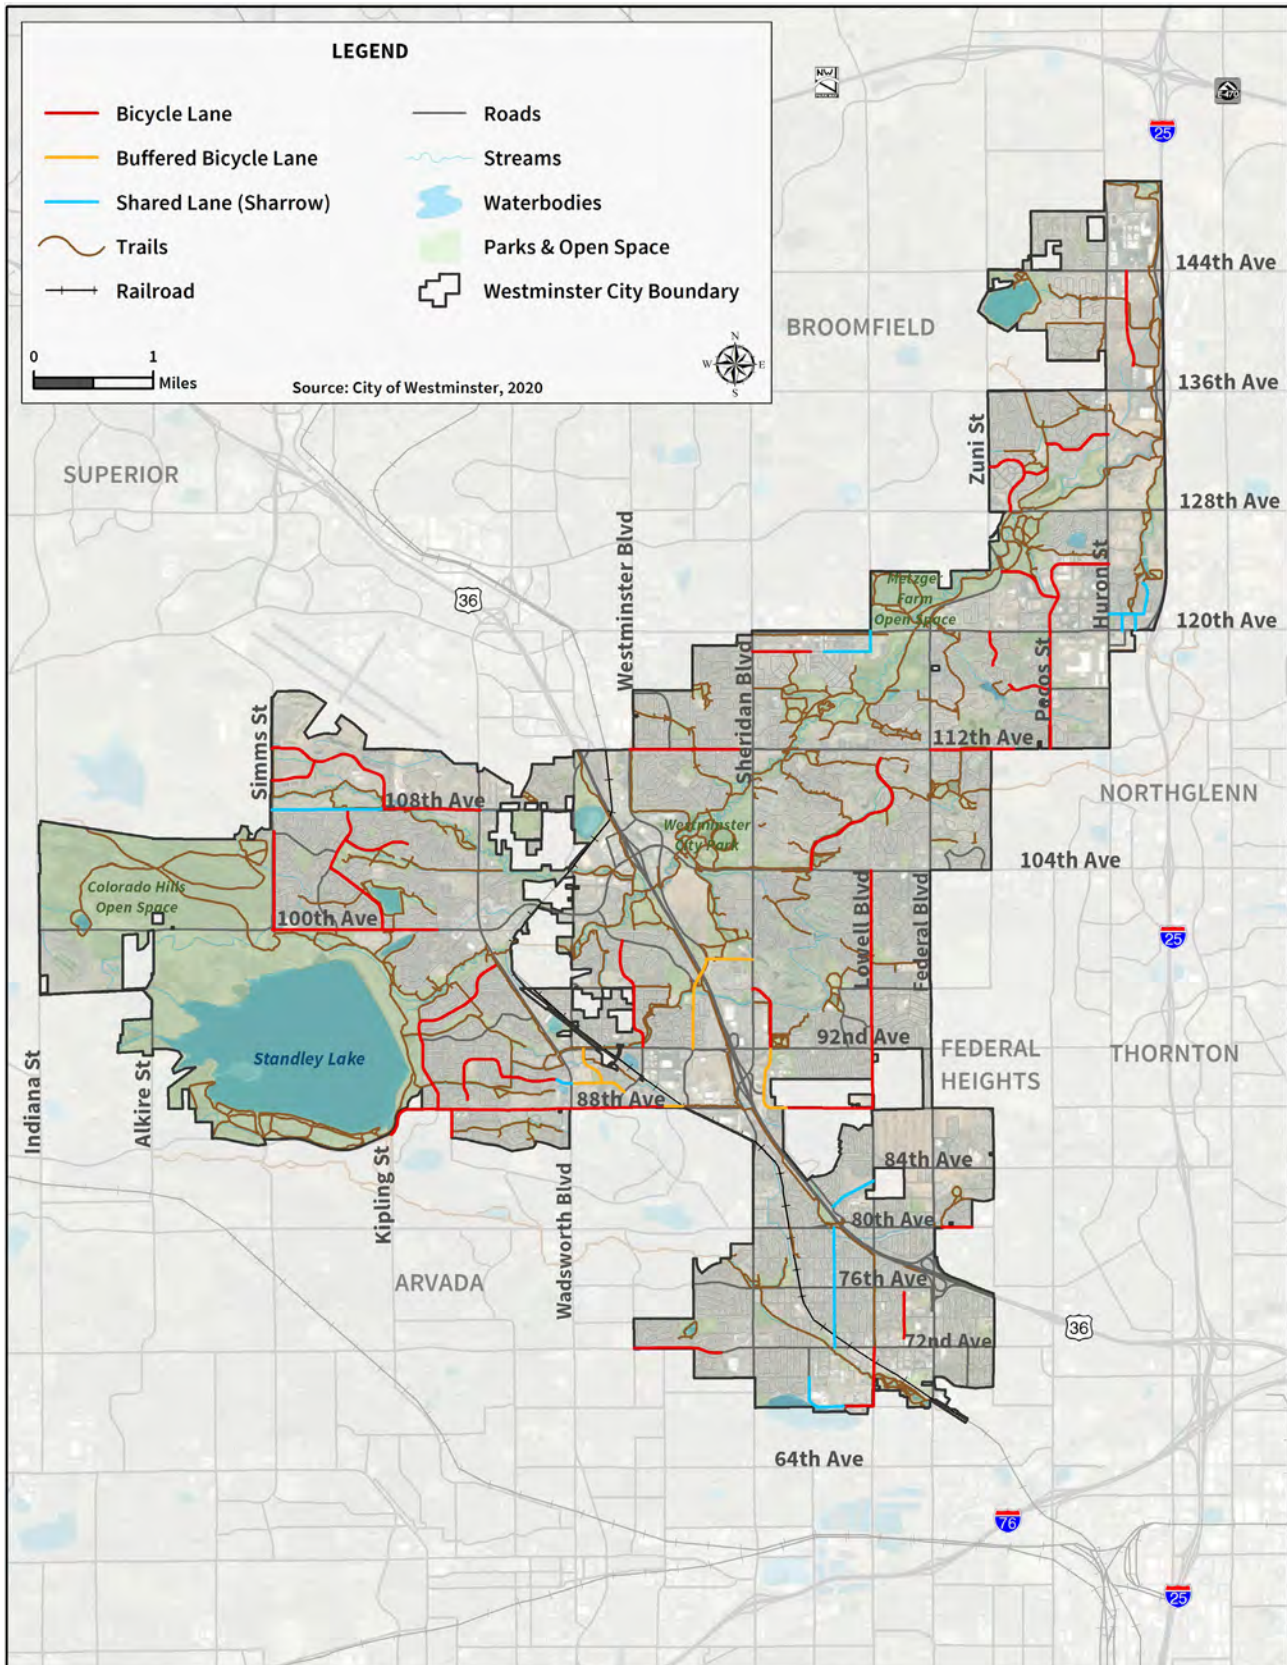 LEGEND
Bicycle Lane
Buffered Bicycle Lane
Shared Lane (Sharrow)
Trails
Railroad
Roads
Streams
Waterbodies
Parks & Open Space
Westminster City Boundary
0 1
Miles
Source: City of Westminster, 2020
N
W E
S
NW
E-470
25
144th Ave
BROOMFIELD
136th Ave
Zuni St
SUPERIOR
128th Ave
Westminster Blvd
Huron St
36
Metzger
Farm
Open Space
120th Ave
Sheridan Blvd
Pecos St
Simms St
112th Ave
108th Ave
NORTHGLENN
Westminster
City Park
104th Ave
Colorado Hills
Open Space
100th Ave
Lowell Blvd
Federal Blvd
25
92nd Ave
Standley Lake
FEDERAL
HEIGHTS
THORNTON
Indiana St
Alkire St
88th Ave
Kipling St
84th Ave
Wadsworth Blvd
80th Ave
ARVADA
76th Ave
36
72nd Ave
64th Ave
76
25